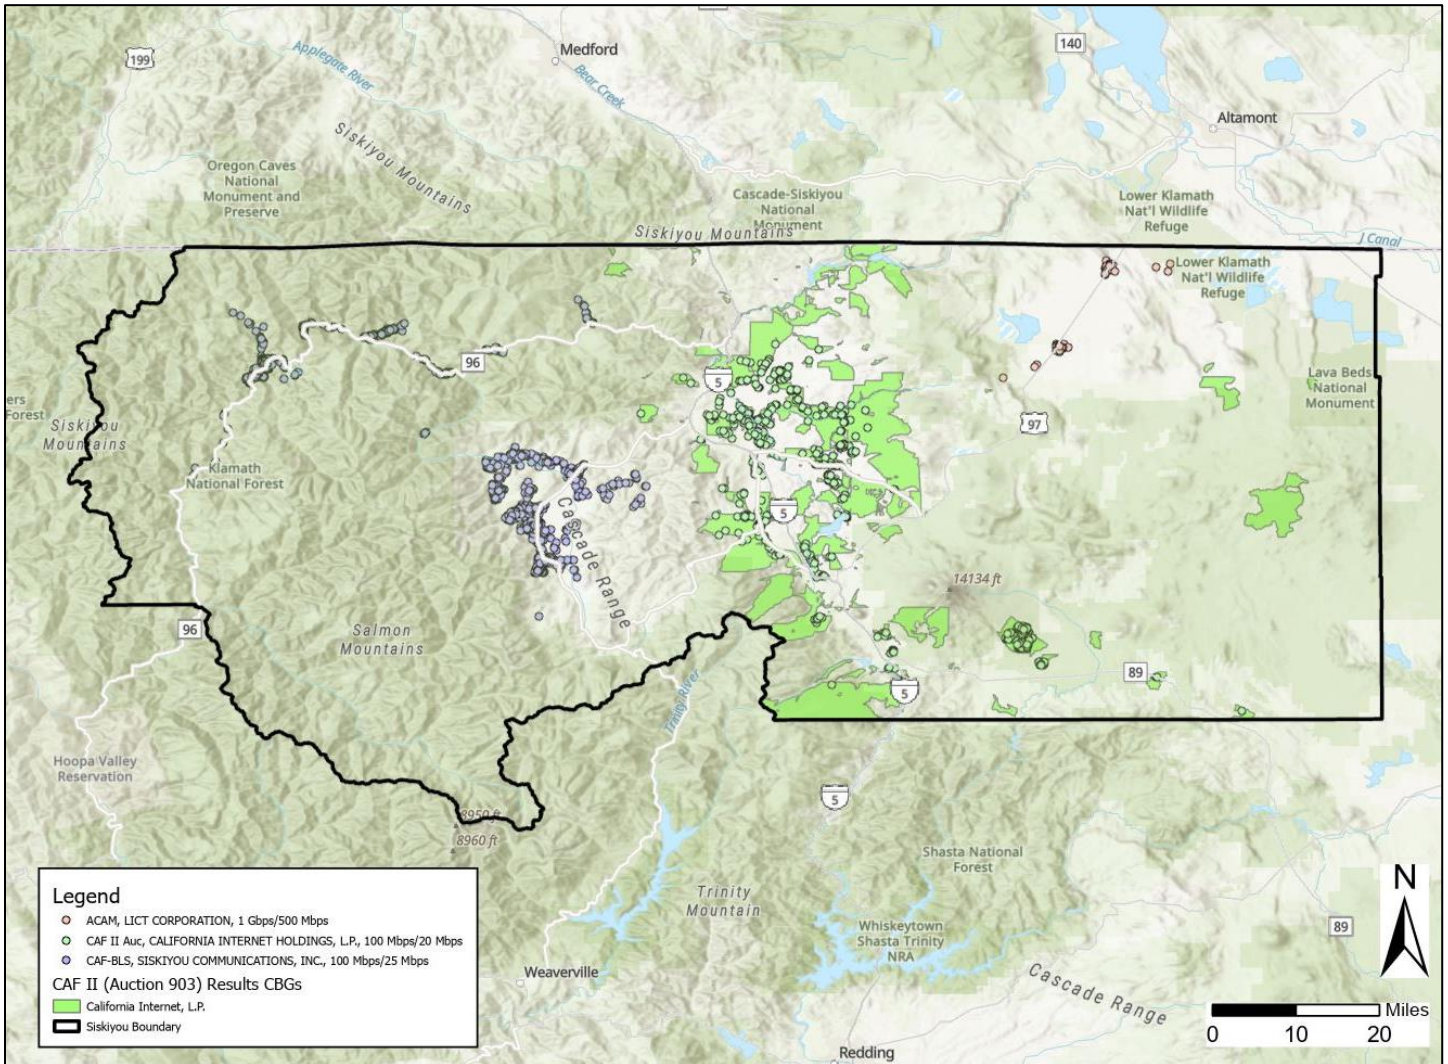 199
Medford
140
Applegate River
Bear Creek
Altamont
Siskiyou Mountains
Oregon Caves
National
Monument and
Preserve
Cascade-Siskiyou
National
Monument
Lower Klamath
Nat'l Wildlife
Refuge
Siskiyou Mountains
J Canal
Lower Klamath
Nat'l Wildlife
Refuge
96
5
Lava Beds
National
Monument
ers
Forest
Siskiyou
Mountains
97
Klamath
National Forest
5
Cascade Range
14134 ft
96
Salmon
Mountains
89
5
Trinity River
Hoopa Valley
Reservation
5
8950 ft
8960 ft
Shasta National
Forest
Trinity
Mountain
Whiskeytown
Shasta Trinity
NRA
89
N
Weaverville
Cascade Range
Redding
Legend
ACAM, LICT CORPORATION, 1 Gbps/500 Mbps
CAF II Auc, CALIFORNIA INTERNET HOLDINGS, L.P., 100 Mbps/20 Mbps
CAF-BLS, SISKIYOU COMMUNICATIONS, INC., 100 Mbps/25 Mbps
CAF II (Auction 903) Results CBGs
California Internet, L.P.
Siskiyou Boundary
Miles
0 10 20